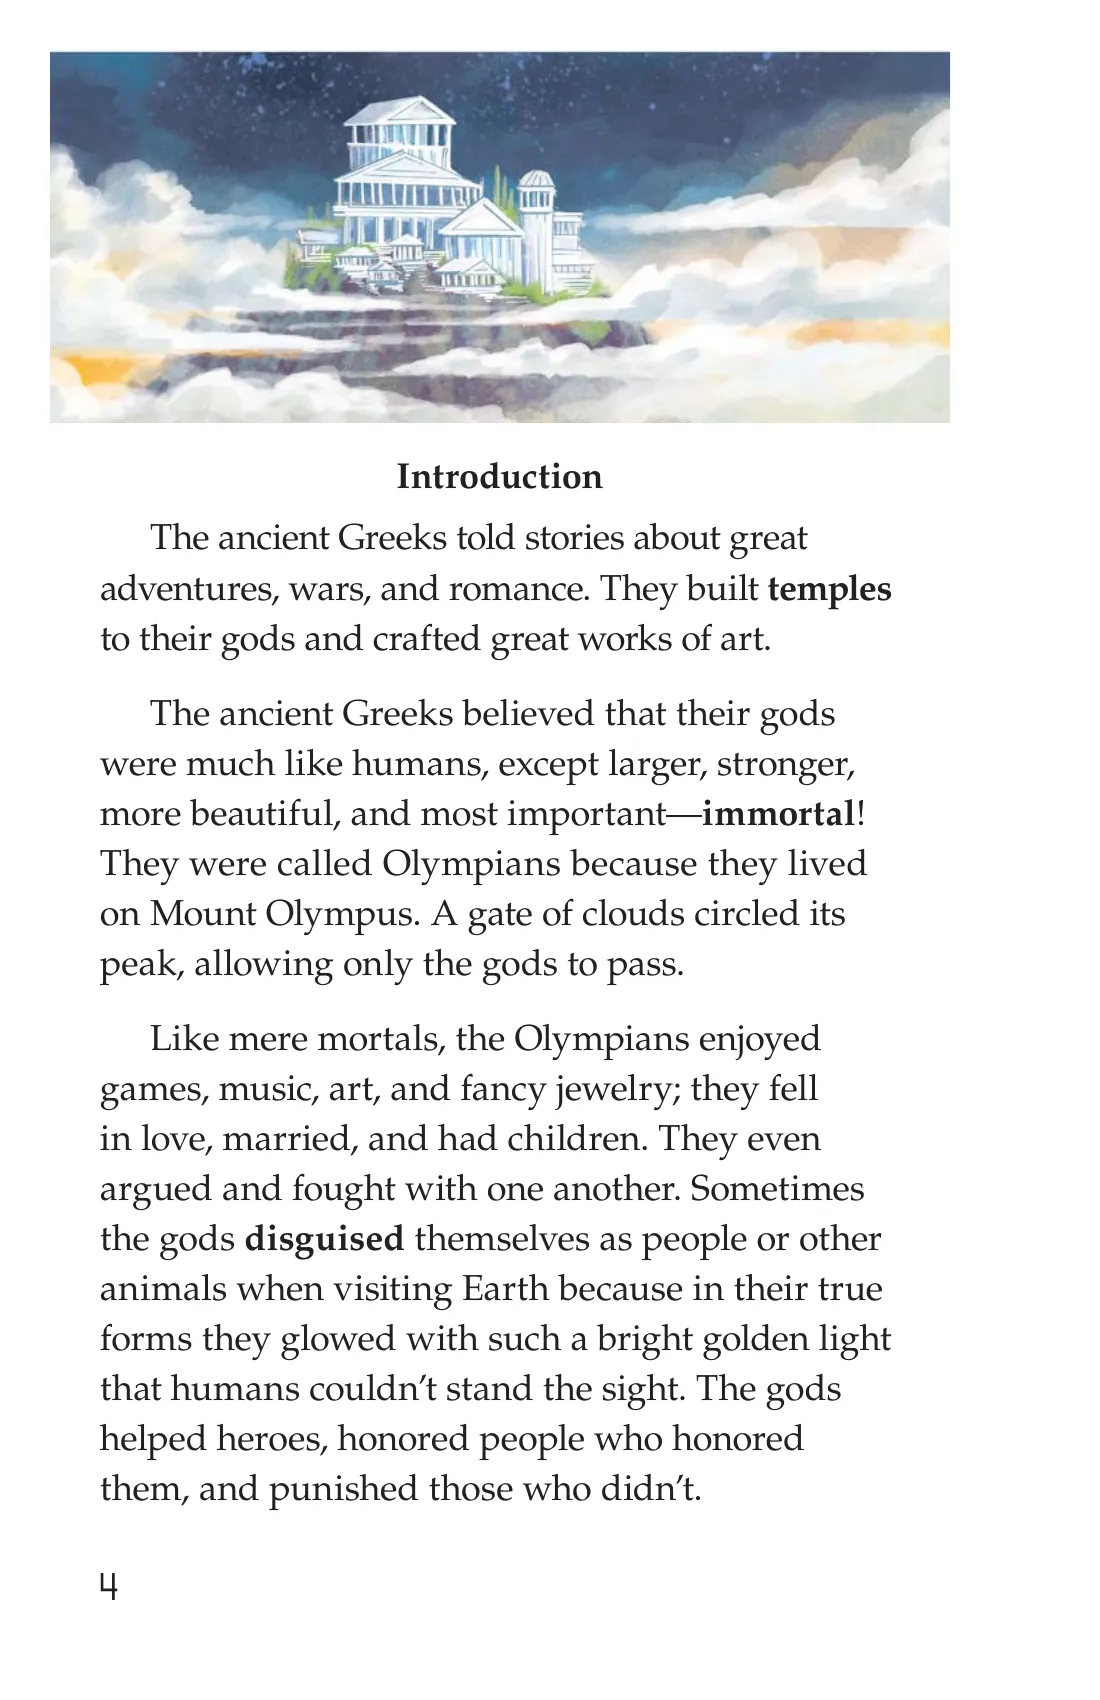 Introduction
The ancient Greeks told stories about great
adventures, wars, and romance. They built temples
to their gods and crafted great works of art.
The ancient Greeks believed that their gods
were much like humans, except larger, stronger,
more beautiful, and most important—immortal!
They were called Olympians because they lived
on Mount Olympus. A gate of clouds circled its
peak, allowing only the gods to pass.
Like mere mortals, the Olympians enjoyed
games, music, art, and fancy jewelry; they fell
in love, married, and had children. They even
argued and fought with one another. Sometimes
the gods disguised themselves as people or other
animals when visiting Earth because in their true
forms they glowed with such a bright golden light
that humans couldn’t stand the sight. The gods
helped heroes, honored people who honored
them, and punished those who didn’t.
4